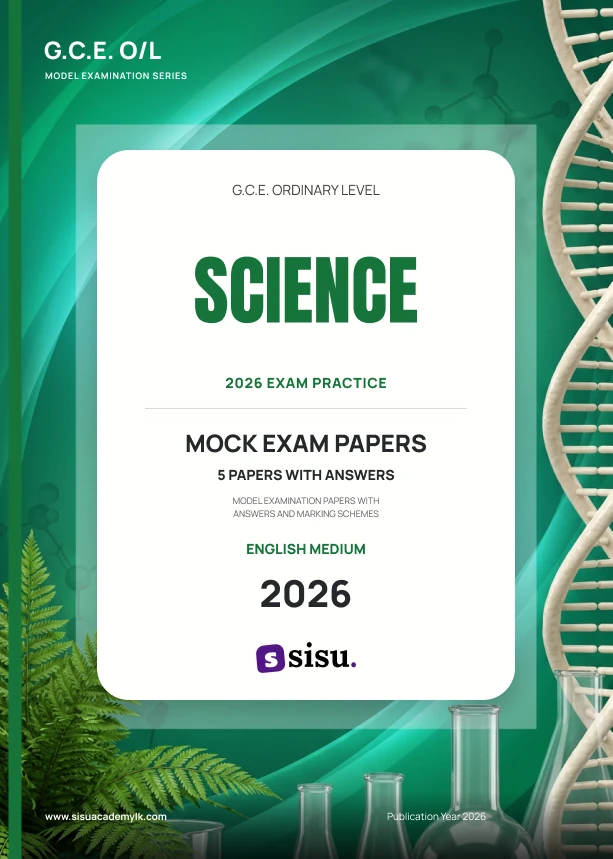 G.C.E. O/L
MODEL EXAMINATION SERIES
G.C.E. ORDINARY LEVEL
SCIENCE
2026 EXAM PRACTICE
MOCK EXAM PAPERS
5 PAPERS WITH ANSWERS
MODEL EXAMINATION PAPERS WITH
ANSWERS AND MARKING SCHEMES
ENGLISH MEDIUM
2026
s sisu.
www.sisuacademylk.com
Publication Year 2026